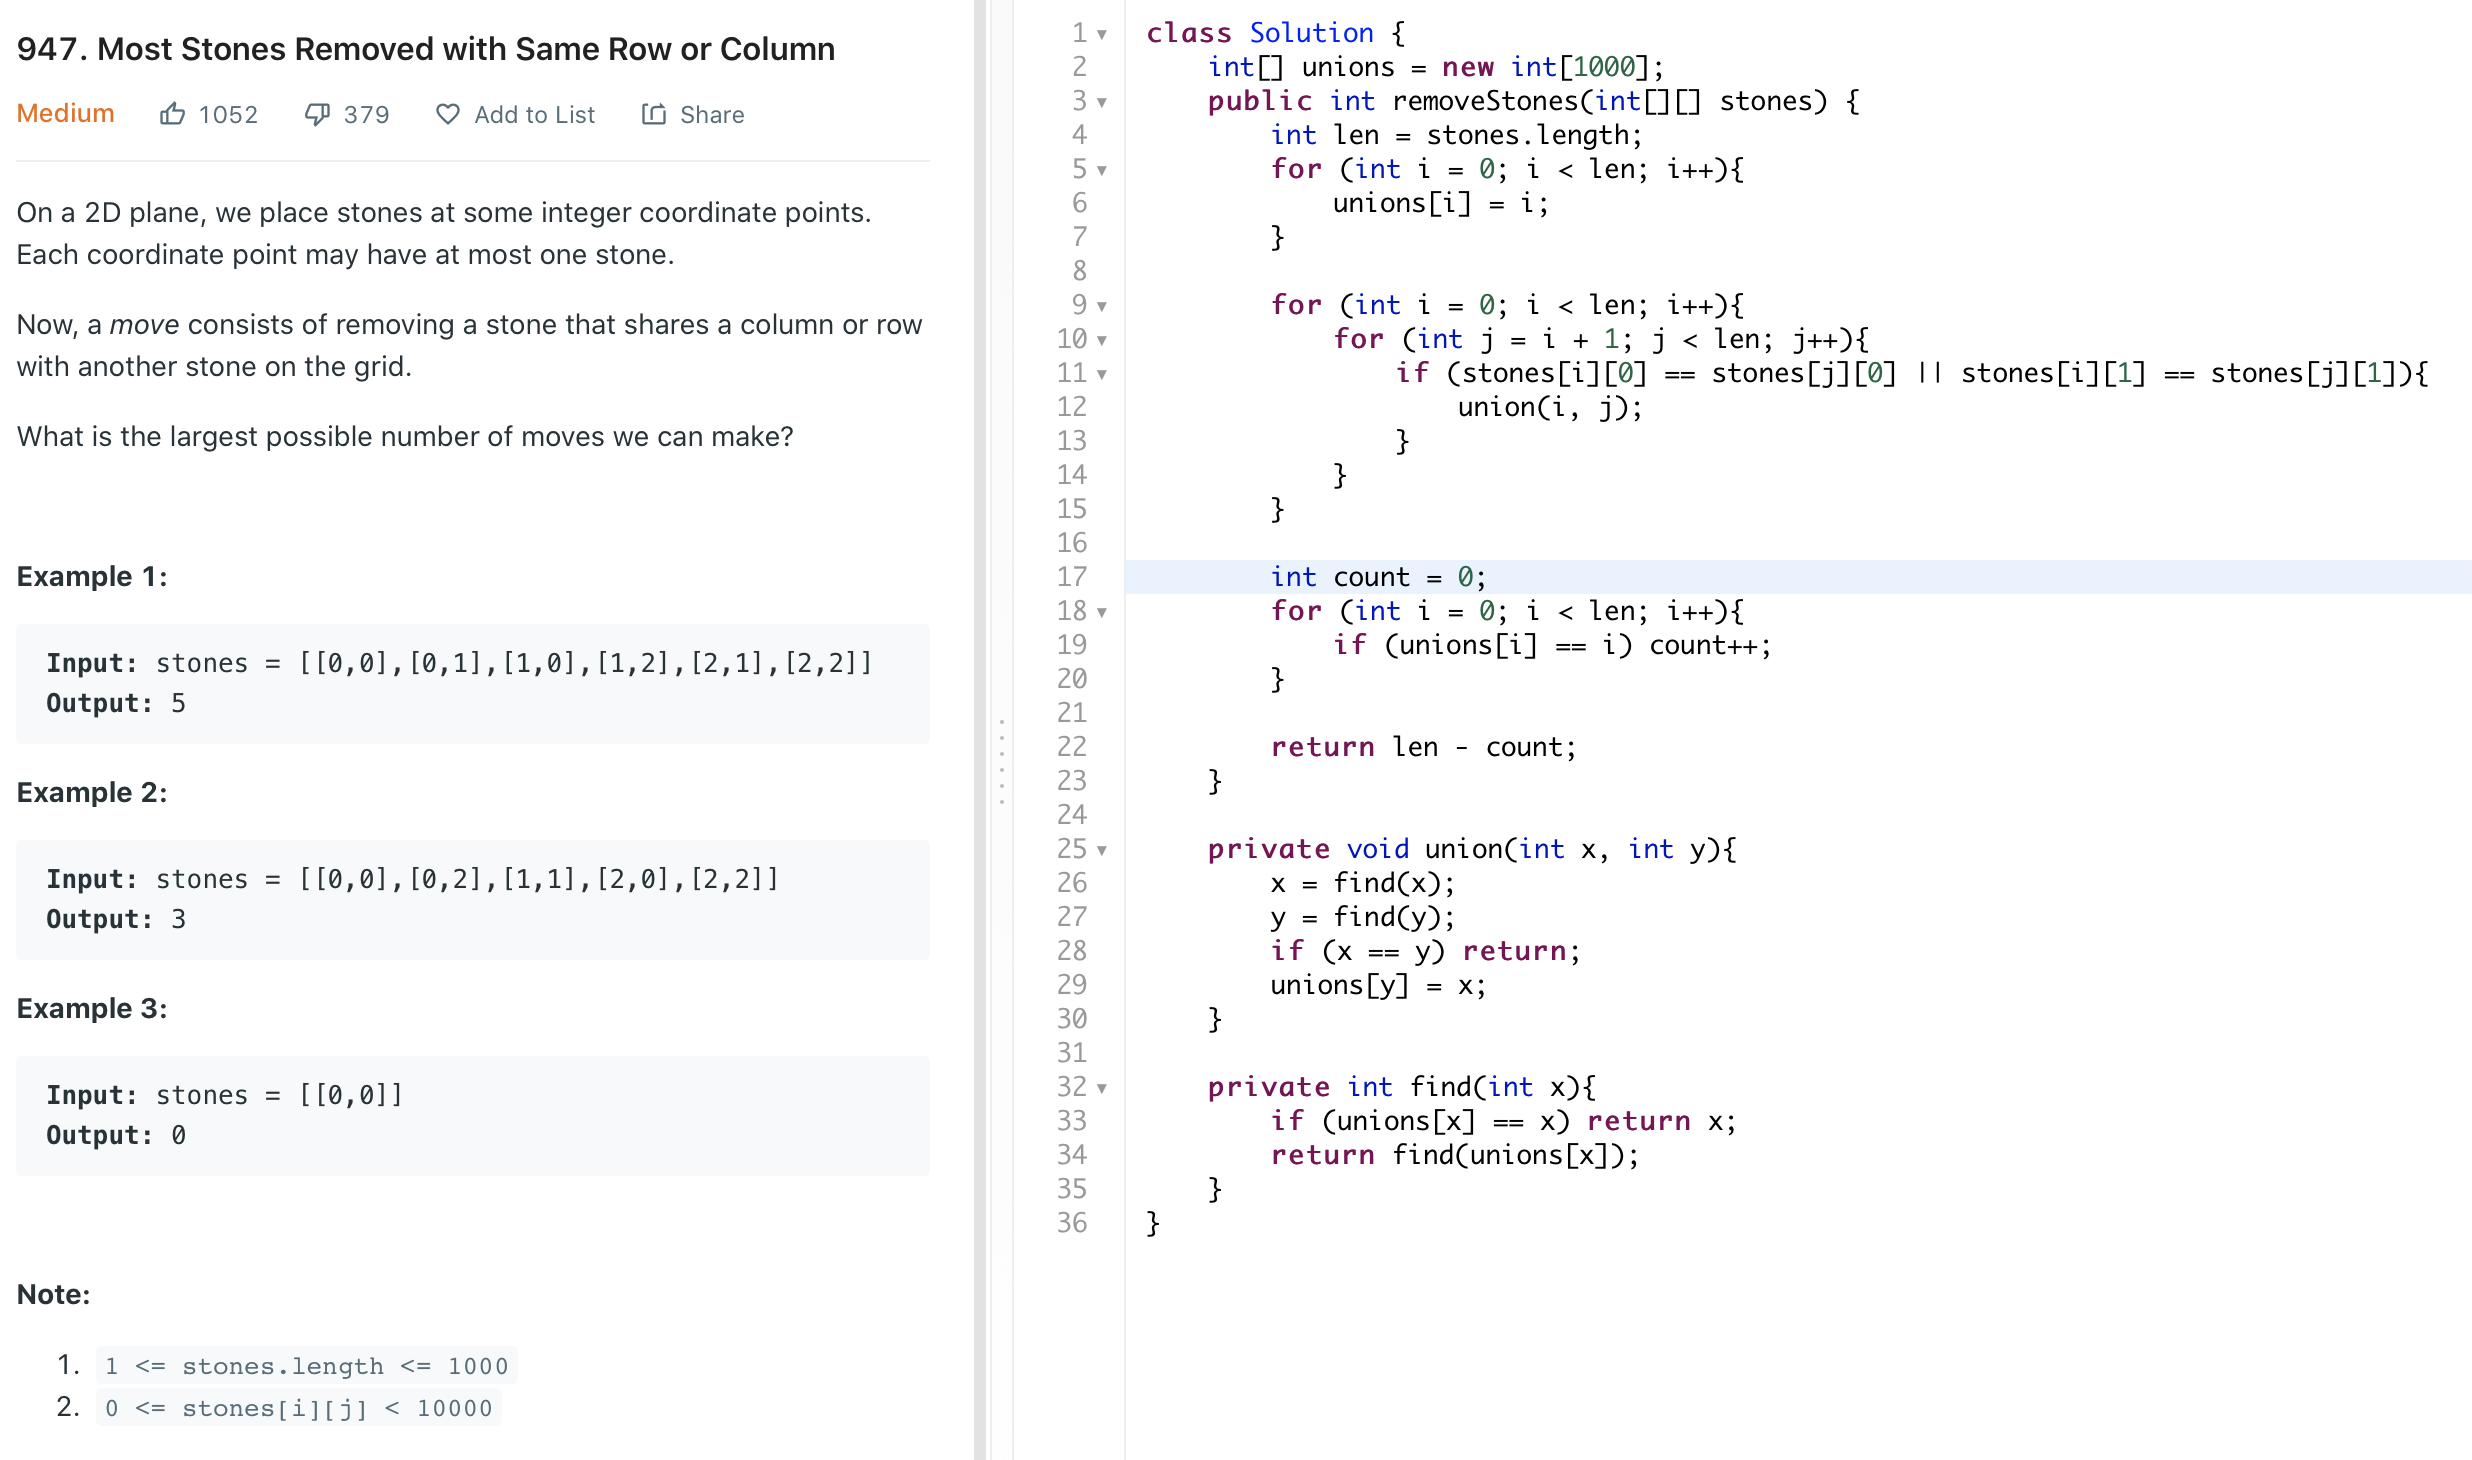 947. Most Stones Removed with Same Row or Column
Medium 1052 379 Add to List Share
On a 2D plane, we place stones at some integer coordinate points.
Each coordinate point may have at most one stone.
Now, a move consists of removing a stone that shares a column or row
with another stone on the grid.
What is the largest possible number of moves we can make?
Example 1:
Input: stones = [[0,0],[0,1],[1,0],[1,2],[2,1],[2,2]]
Output: 5
Example 2:
Input: stones = [[0,0],[0,2],[1,1],[2,0],[2,2]]
Output: 3
Example 3:
Input: stones = [[0,0]]
Output: 0
Note:
1. 1 <= stones.length <= 1000
2. 0 <= stones[i][j] < 10000
1 class Solution {
2     int[] unions = new int[1000];
3     public int removeStones(int[][] stones) {
4         int len = stones.length;
5         for (int i = 0; i < len; i++){
6             unions[i] = i;
7         }
8
9         for (int i = 0; i < len; i++){
10             for (int j = i + 1; j < len; j++){
11                 if (stones[i][0] == stones[j][0] || stones[i][1] == stones[j][1]){
12                     union(i, j);
13                 }
14             }
15         }
16
17         int count = 0;
18         for (int i = 0; i < len; i++){
19             if (unions[i] == i) count++;
20         }
21
22         return len - count;
23     }
24
25     private void union(int x, int y){
26         x = find(x);
27         y = find(y);
28         if (x == y) return;
29         unions[y] = x;
30     }
31
32     private int find(int x){
33         if (unions[x] == x) return x;
34         return find(unions[x]);
35     }
36 }